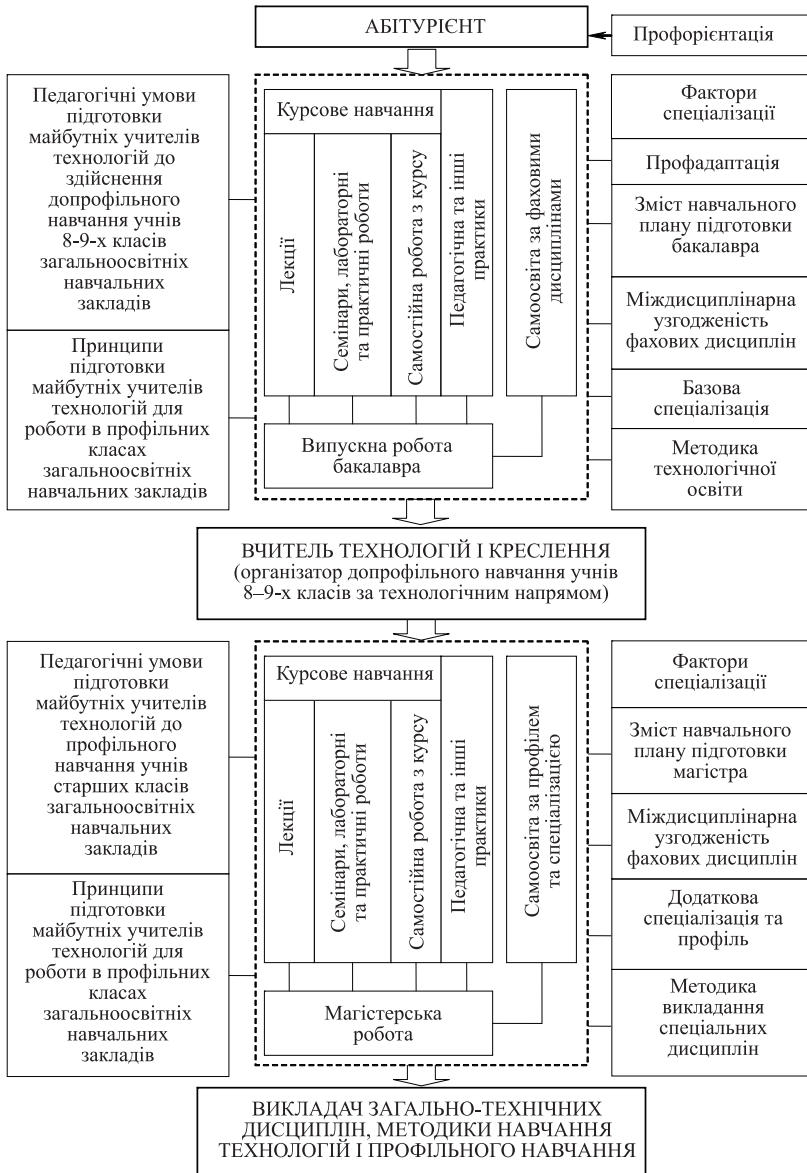 АБІТУРІЄНТ
Профорієнтація
Педагогічні умови
підготовки
майбутніх учителів
технологій до
здійснення
допрофільного
навчання учнів
8-9-х класів
загальноосвітніх
навчальних
закладів
Принципи
підготовки
майбутніх учителів
технологій для
роботи в профільних
класах
загальноосвітніх
навчальних закладів
Курсове навчання
Лекції
Семінари, лабораторні
та практичні роботи
Самостійна робота з курсу
Педагогічна та інші
практики
Самоосвіта за фаховими
дисциплінами
Випускна робота
бакалавра
Фактори
спеціалізації
Профадаптація
Зміст навчального
плану підготовки
бакалавра
Міждисциплінарна
узгодженість
фахових дисциплін
Базова
спеціалізація
Методика
технологічної
освіти
ВЧИТЕЛЬ ТЕХНОЛОГІЙ І КРЕСЛЕННЯ
(організатор допрофільного навчання учнів
8–9-х класів за технологічним напрямом)
Педагогічні умови
підготовки
майбутніх учителів
технологій до
профільного
навчання учнів
старших класів
загальноосвітніх
навчальних
закладів
Принципи
підготовки
майбутніх учителів
технологій для
роботи в профільних
класах
загальноосвітніх
навчальних
закладів
Курсове навчання
Лекції
Семінари, лабораторні
та практичні роботи
Самостійна робота з курсу
Педагогічна та інші
практики
Самоосвіта за профілем
та спеціалізацією
Магістерська
робота
Фактори
спеціалізації
Зміст навчального
плану підготовки
магістра
Міждисциплінарна
узгодженість
фахових дисциплін
Додаткова
спеціалізація та
профіль
Методика
викладання
спеціальних
дисциплін
ВИКЛАДАЧ ЗАГАЛЬНО-ТЕХНІЧНИХ
ДИСЦИПЛІН, МЕТОДИКИ НАВЧАННЯ
ТЕХНОЛОГІЙ І ПРОФІЛЬНОГО НАВЧАННЯ